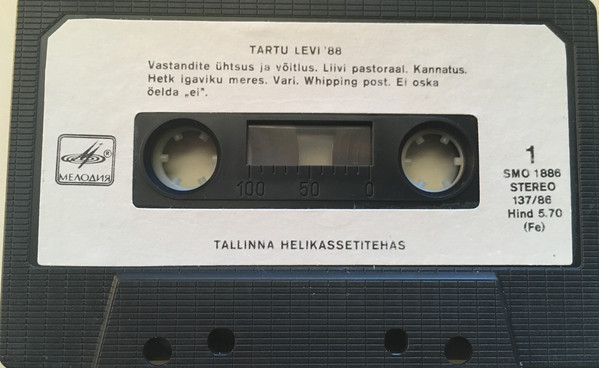 TARTU LEVI '88
Vastandite ühtsus ja võitlus. Liivi pastoraal. Kannatus.
Hetk igaviku meres. Vari. Whipping post. Ei oska
öelda „ei".
МЕЛОДИЯ
100 50 0
1
SMO 1886
STEREO
137/86
Hind 5.70
(Fe)
TALLINNA HELIKASSETITEHAS